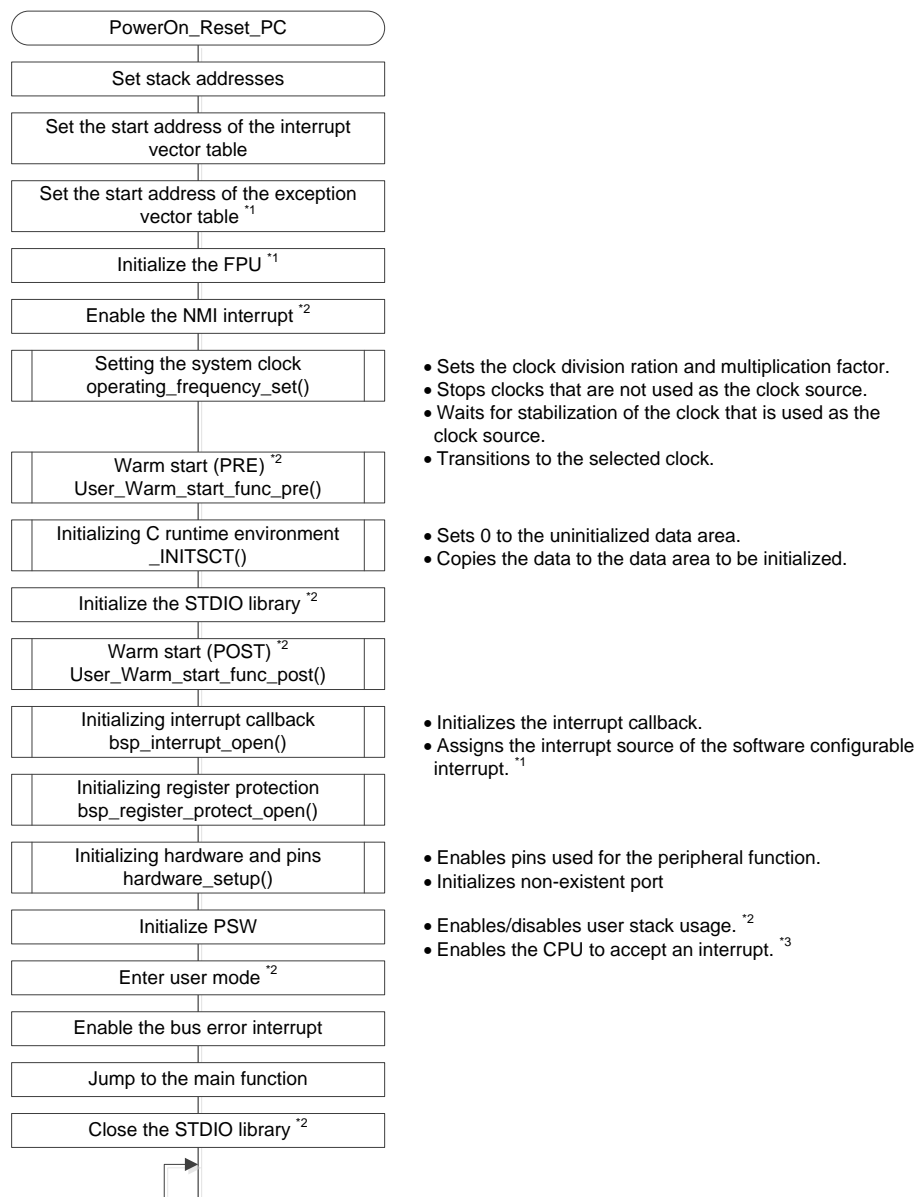 PowerOn_Reset_PC
Set stack addresses
Set the start address of the interrupt
vector table
Set the start address of the exception
vector table *1
Initialize the FPU *1
Enable the NMI interrupt *2
Setting the system clock
operating_frequency_set()
• Sets the clock division ration and multiplication factor.
• Stops clocks that are not used as the clock source.
• Waits for stabilization of the clock that is used as the
clock source.
• Transitions to the selected clock.
Warm start (PRE) *2
User_Warm_start_func_pre()
Initializing C runtime environment
_INITSCT()
• Sets 0 to the uninitialized data area.
• Copies the data to the data area to be initialized.
Initialize the STDIO library *2
Warm start (POST) *2
User_Warm_start_func_post()
Initializing interrupt callback
bsp_interrupt_open()
• Initializes the interrupt callback.
• Assigns the interrupt source of the software configurable
interrupt. *1
Initializing register protection
bsp_register_protect_open()
Initializing hardware and pins
hardware_setup()
• Enables pins used for the peripheral function.
• Initializes non-existent port
Initialize PSW
• Enables/disables user stack usage. *2
• Enables the CPU to accept an interrupt. *3
Enter user mode *2
Enable the bus error interrupt
Jump to the main function
Close the STDIO library *2